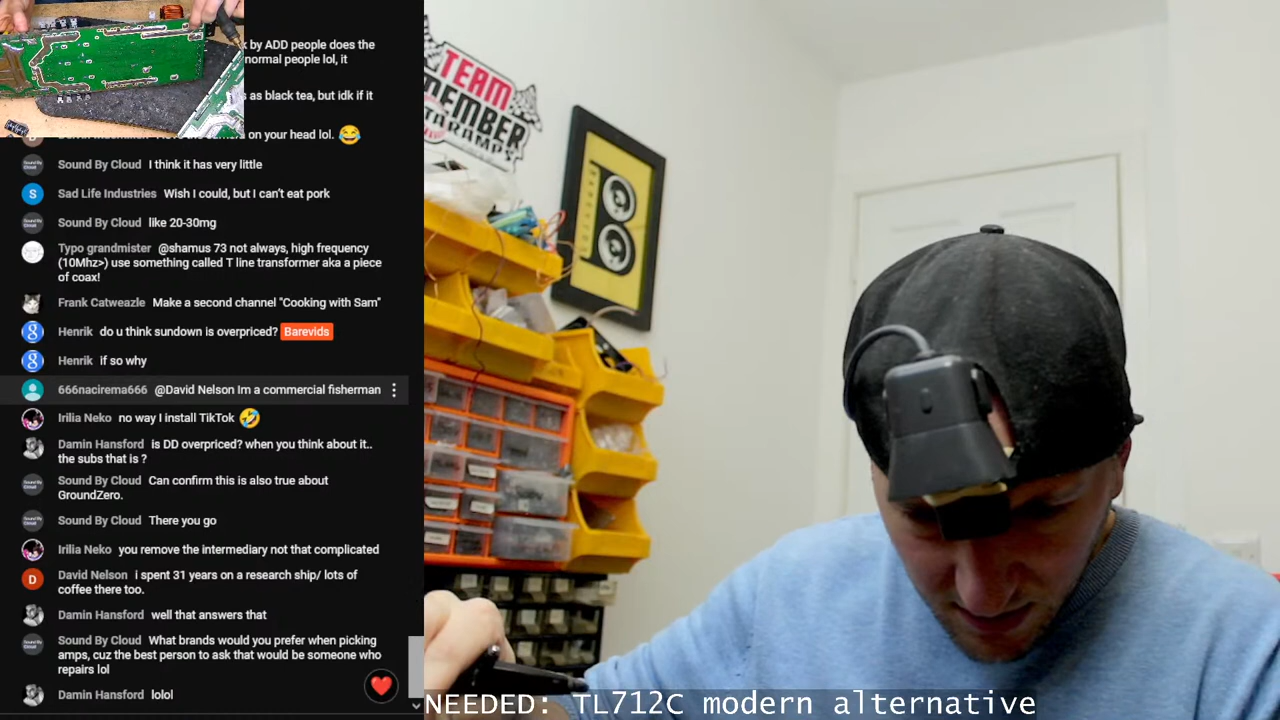 k by ADD people does the
normal people lol, it
s as black tea, but idk if it
on your head lol. 😂
Sound By Cloud I think it has very little
S Sad Life Industries Wish I could, but I can't eat pork
Sound By Cloud like 20-30mg
Typo grandmister @shamus 73 not always, high frequency
(10Mhz>) use something called T line transformer aka a piece
of coax!
Frank Catweazle Make a second channel "Cooking with Sam"
Henrik do u think sundown is overpriced? Barevids
Henrik if so why
666nacirema666 @David Nelson Im a commercial fisherman
Irilia Neko no way I install TikTok 🤣
Damin Hansford is DD overpriced? when you think about it..
the subs that is ?
Sound By Cloud Can confirm this is also true about
GroundZero.
Sound By Cloud There you go
Irilia Neko you remove the intermediary not that complicated
D David Nelson i spent 31 years on a research ship/ lots of
coffee there too.
Damin Hansford well that answers that
Sound By Cloud What brands would you prefer when picking
amps, cuz the best person to ask that would be someone who
repairs lol
Damin Hansford lolol
TEAM
MEMBER
TARAMPS
NEEDED: TL712C modern alternative